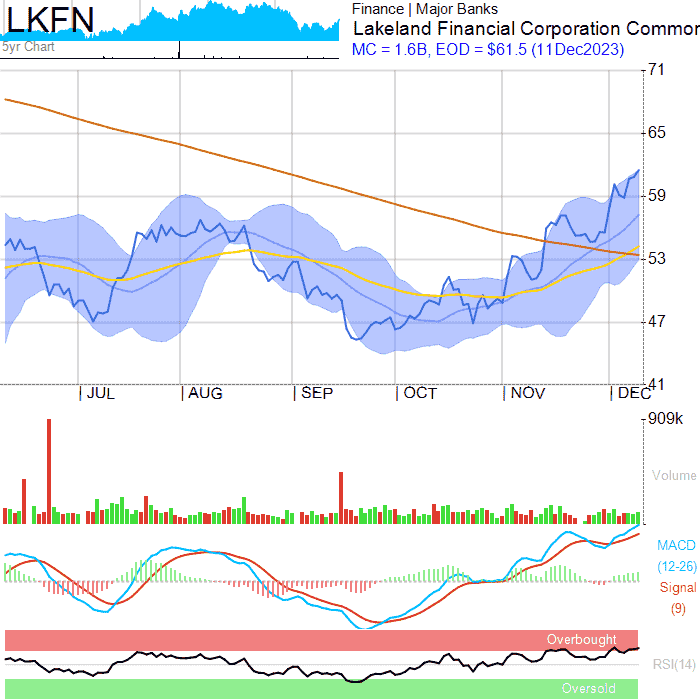 LKFN
5yr Chart
Finance | Major Banks
Lakeland Financial Corporation Common
MC = 1.6B, EOD = $61.5 (11Dec2023)
71
65
59
53
47
41
| JUL
| AUG
| SEP
| OCT
| NOV
| DEC
909k
Volume
MACD
(12-26)
Signal
(9)
Overbought
RSI(14)
Oversold